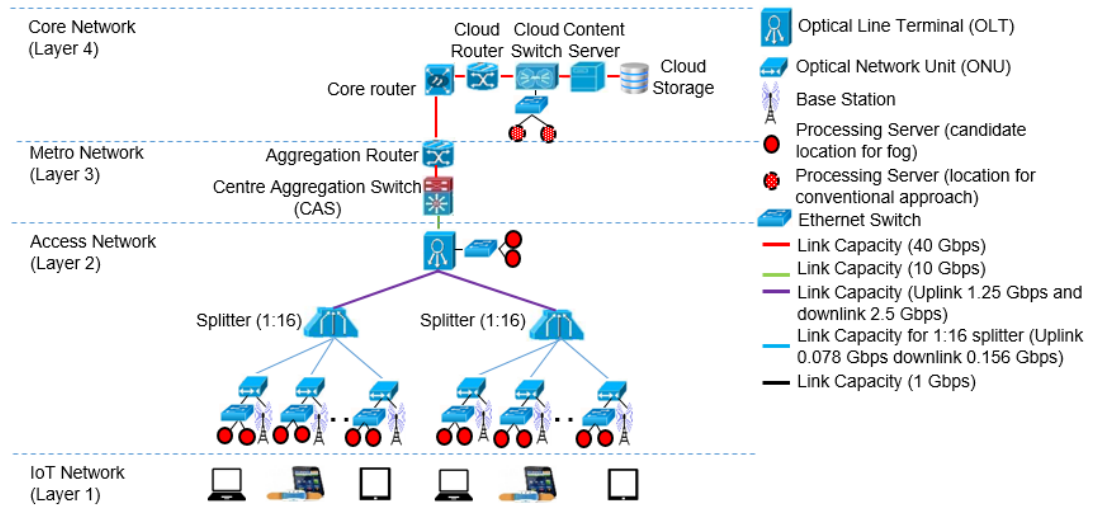 Core Network
(Layer 4)
Cloud
Router
Cloud
Switch
Content
Server
Core router
Cloud
Storage
Metro Network
(Layer 3)
Aggregation Router
Centre Aggregation Switch
(CAS)
Access Network
(Layer 2)
Splitter (1:16)
Splitter (1:16)
IoT Network
(Layer 1)
Optical Line Terminal (OLT)
Optical Network Unit (ONU)
Base Station
Processing Server (candidate
location for fog)
Processing Server (location for
conventional approach)
Ethernet Switch
Link Capacity (40 Gbps)
Link Capacity (10 Gbps)
Link Capacity (Uplink 1.25 Gbps and
downlink 2.5 Gbps)
Link Capacity for 1:16 splitter (Uplink
0.078 Gbps downlink 0.156 Gbps)
Link Capacity (1 Gbps)